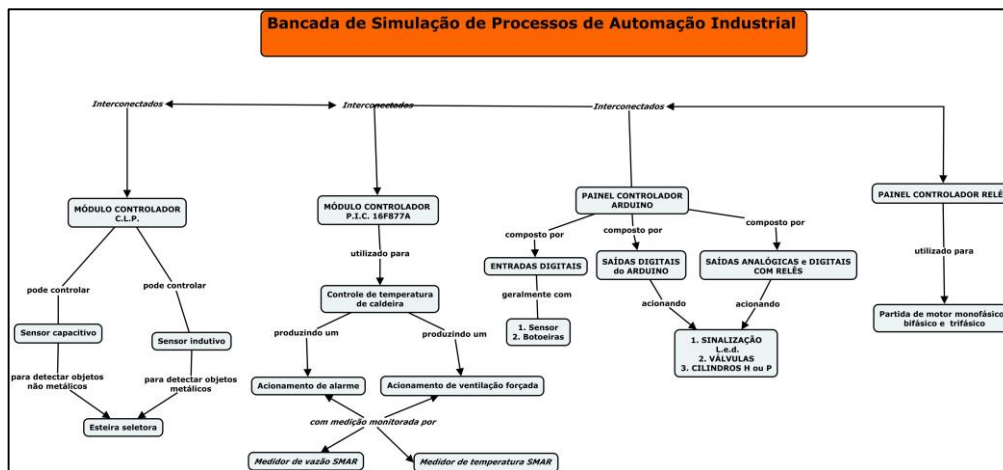 Bancada de Simulação de Processos de Automação Industrial
Interconectados
Interconectados
Interconectados
MÓDULO CONTROLADOR
C.L.P.
MÓDULO CONTROLADOR
P.I.C. 16F877A
PAINEL CONTROLADOR
ARDUINO
PAINEL CONTROLADOR RELÉ
composto por
composto por
composto por
utilizado para
utilizado para
ENTRADAS DIGITAIS
SAÍDAS DIGITAIS
do ARDUINO
SAÍDAS ANALÓGICAS e DIGITAIS
COM RELÊS
pode controlar
pode controlar
Controle de temperatura
de caldeira
geralmente com
acionando
acionando
Sensor capacitivo
Sensor indutivo
produzindo um
produzindo um
1. Sensor
2. Botoeiras
1. SINALIZAÇÃO
L.e.d.
2. VÁLVULAS
3. CILINDROS H ou P
Partida de motor monofásico
bifásico e trifásico
para detectar objetos
não metálicos
para detectar objetos
metálicos
Acionamento de alarme
Acionamento de ventilação forçada
Esteira seletora
com medição monitorada por
Medidor de vazão SMAR
Medidor de temperatura SMAR